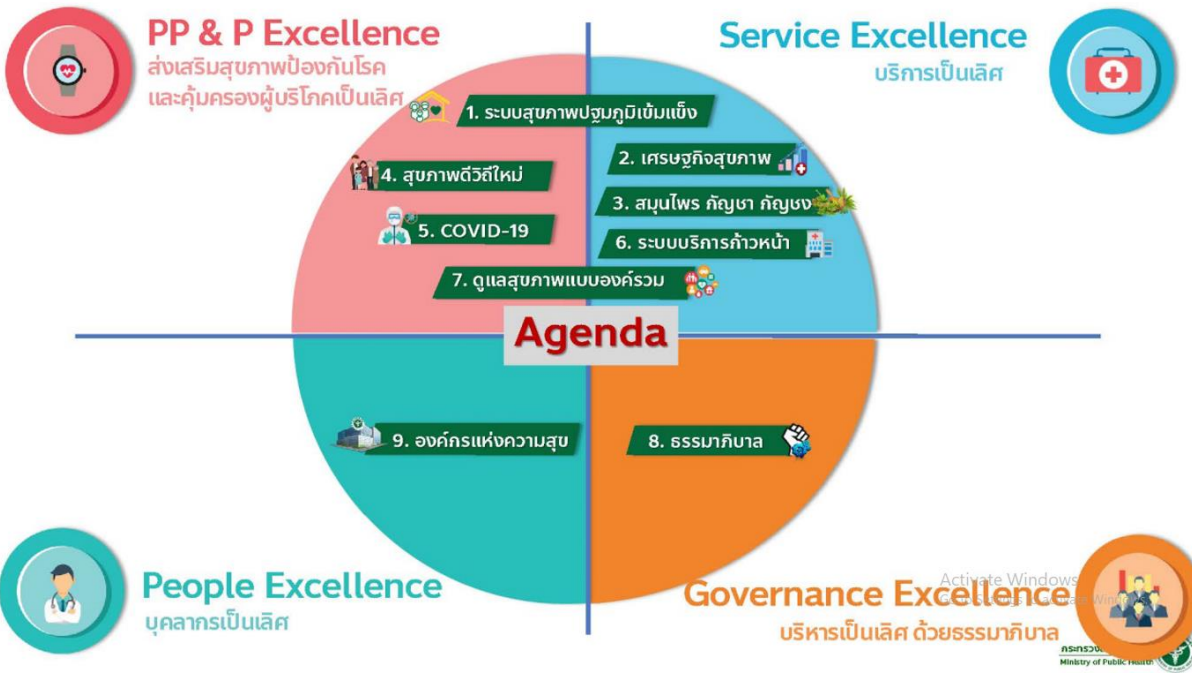 PP & P Excellence
ส่งเสริมสุขภาพป้องกันโรค
และคุ้มครองผู้บริโภคเป็นเลิศ
Service Excellence
บริการเป็นเลิศ
1. ระบบสุขภาพปฐมภูมิเข้มแข็ง
2. เศรษฐกิจสุขภาพ
4. สุขภาพดีวิถีใหม่
3. สมุนไพร กัญชา กัญชง
5. COVID-19
6. ระบบบริการก้าวหน้า
7. ดูแลสุขภาพแบบองค์รวม
Agenda
9. องค์กรแห่งความสุข
8. ธรรมาภิบาล
People Excellence
บุคลากรเป็นเลิศ
Activate Windows
Governance Excellence
บริหารเป็นเลิศ ด้วยธรรมาภิบาล
Ministry of Public Health